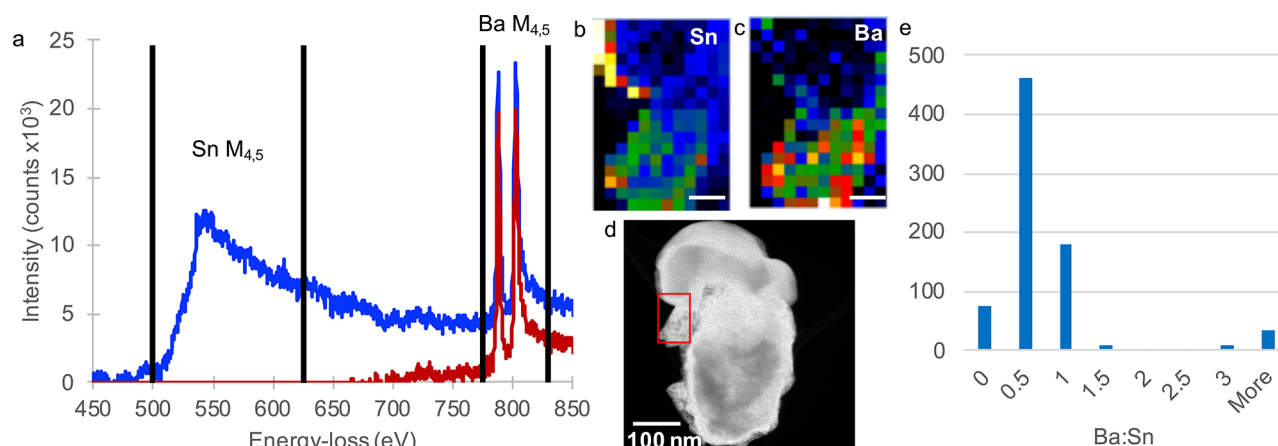 a
25
20
15
10
5
0
Intensity (counts x10³)
Sn M₄,₅
Ba M₄,₅
450 500 550 600 650 700 750 800 850
Energy-loss (eV)
b
Sn
c
Ba
d
100 nm
e
500
400
300
200
100
0
0 0.5 1 1.5 2 2.5 3 More
Ba:Sn